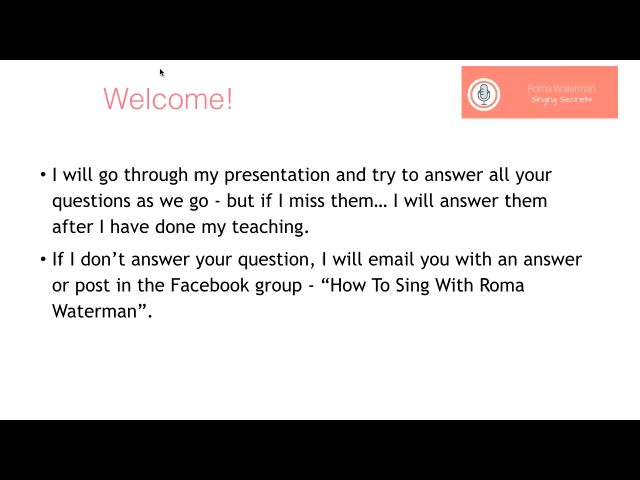 Welcome!
Roma Waterman
Singing Secrets
• I will go through my presentation and try to answer all your
questions as we go - but if I miss them… I will answer them
after I have done my teaching.
• If I don’t answer your question, I will email you with an answer
or post in the Facebook group - “How To Sing With Roma
Waterman”.